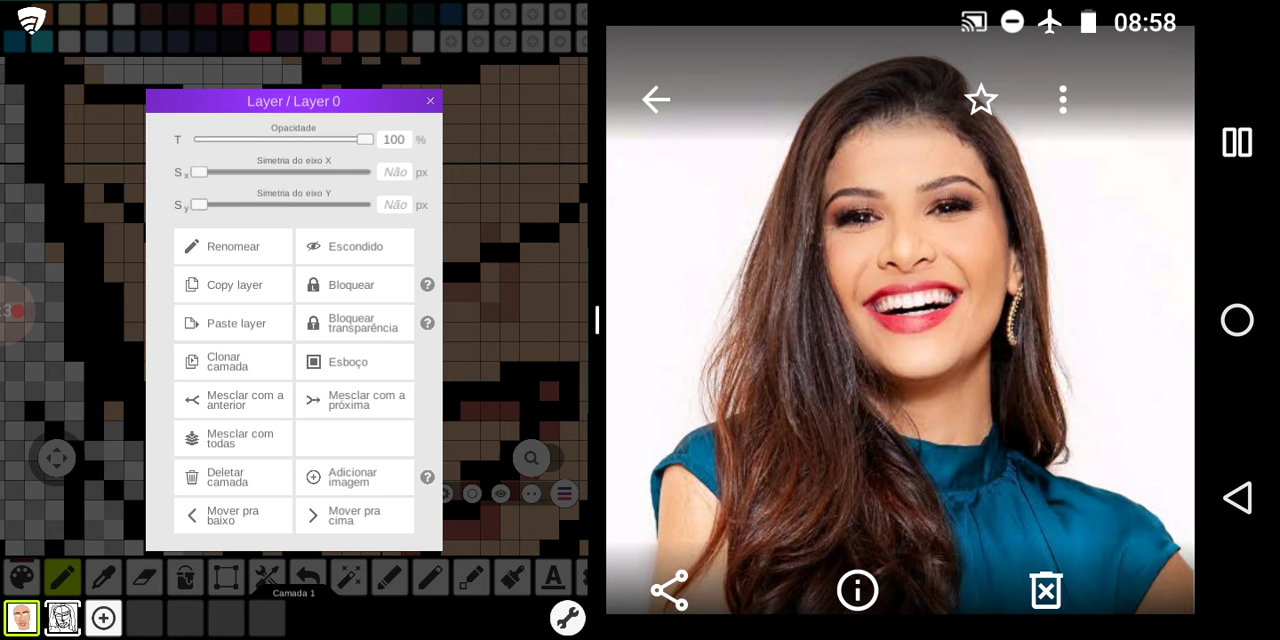 08:58
Layer / Layer 0
Opacidade
T 100 %
Simetria do eixo X
Sx Não px
Simetria do eixo Y
Sy Não px
Renomear
Escondido
Copy layer
Bloquear ?
Paste layer
Bloquear
transparência ?
Clonar
camada
Esboço
Mesclar com a
anterior
Mesclar com a
próxima
Mesclar com
todas
Deletar
camada
Adicionar
imagem ?
Mover pra
baixo
Mover pra
cima
A
Camada 1